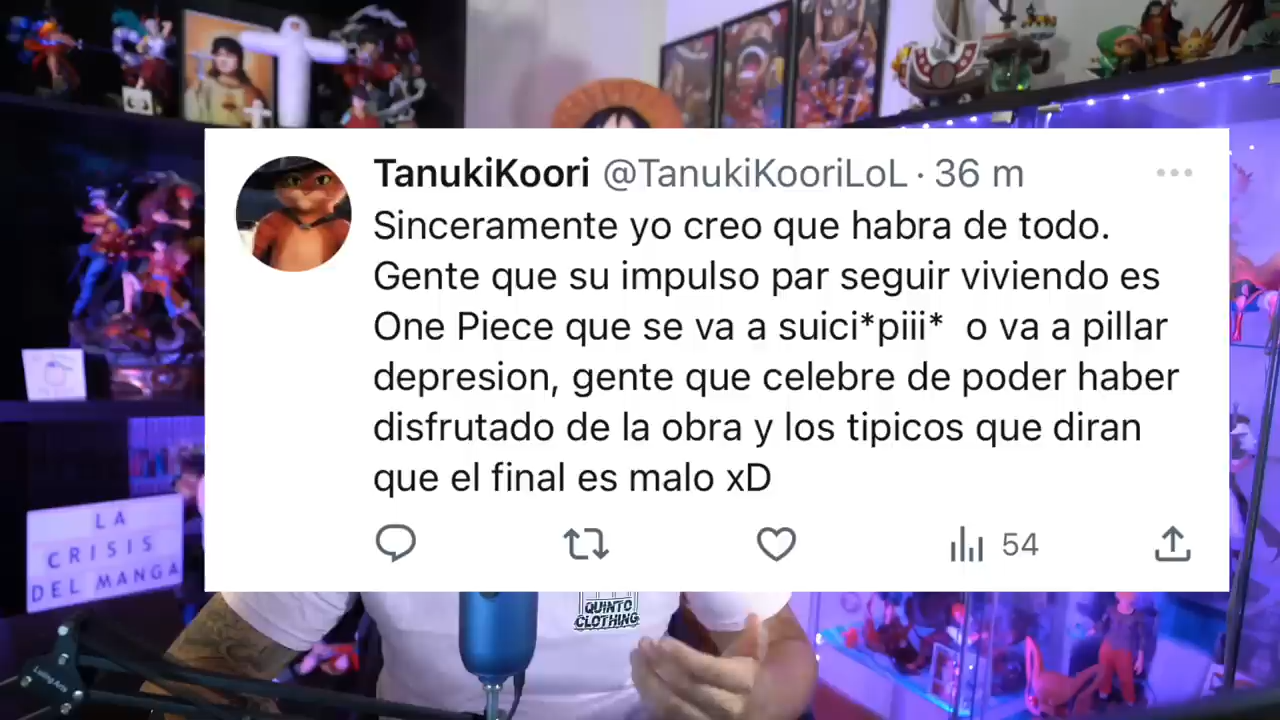 TanukiKoori @TanukiKooriLoL · 36 m
Sinceramente yo creo que habra de todo.
Gente que su impulso par seguir viviendo es
One Piece que se va a suici*piii*  o va a pillar
depresion, gente que celebre de poder haber
disfrutado de la obra y los tipicos que diran
que el final es malo xD
54
LA
CRISIS
DEL MANGA
QUINTO
CLOTHING